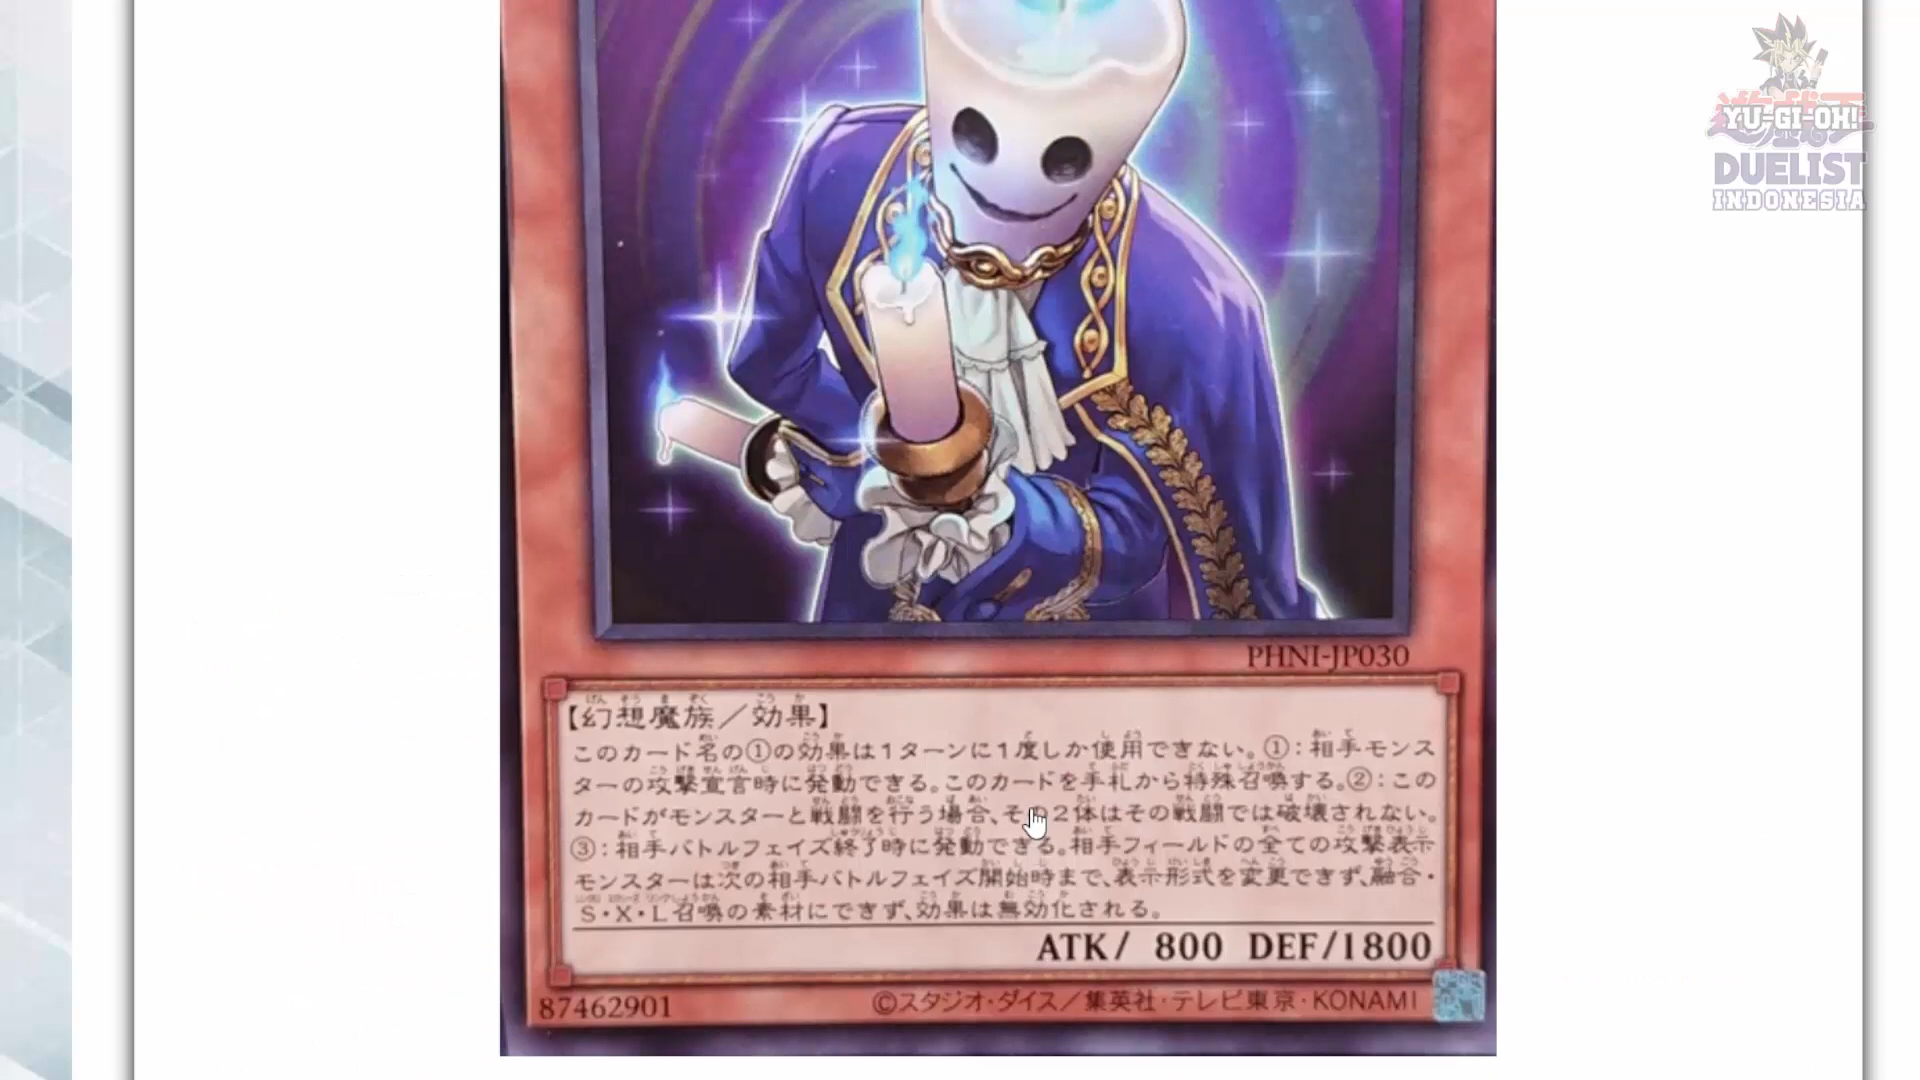 YU-GI-OH!
DUELIST
INDONESIA
PHNI-JP030
【幻想魔族／効果】
このカード名の①の効果は１ターンに１度しか使用できない。①：相手モンス
ターの攻撃宣言時に発動できる。このカードを手札から特殊召喚する。②：この
カードがモンスターと戦闘を行う場合、その２体はその戦闘では破壊されない。
③：相手バトルフェイズ終了時に発動できる。相手フィールドの全ての攻撃表示
モンスターは次の相手バトルフェイズ開始時まで、表示形式を変更できず、融合・
S・X・L召喚の素材にできず、効果は無効化される。
ATK/ 800 DEF/1800
87462901 ©スタジオ・ダイス／集英社・テレビ東京・KONAMI